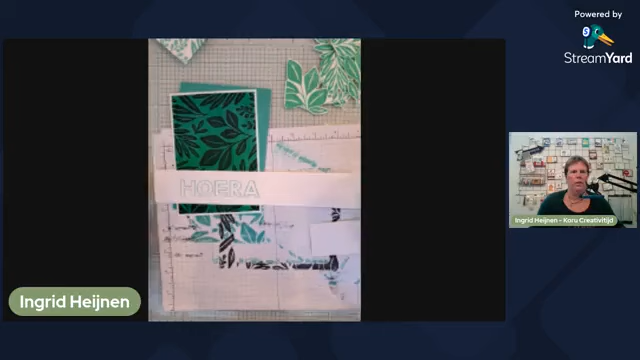 Powered by
StreamYard
HOERA
Ingrid Heijnen - Koru Creativitijd
Ingrid Heijnen